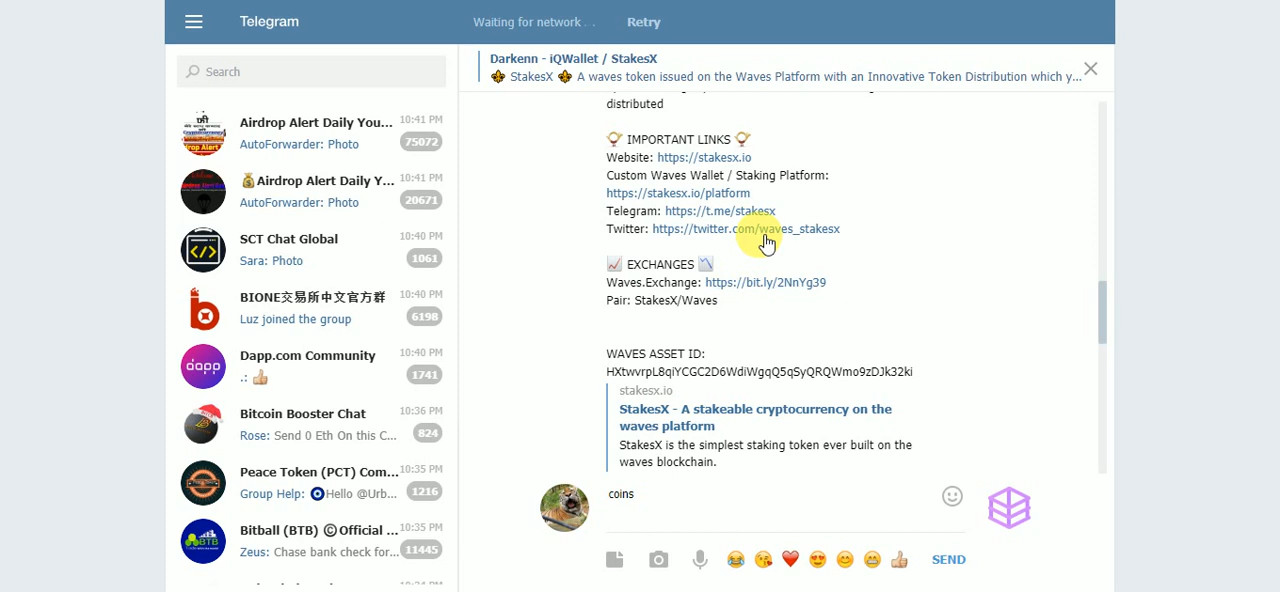 Telegram
Waiting for network . .
Retry
Search
Airdrop Alert Daily You...
10:41 PM
AutoForwarder: Photo
75072
Airdrop Alert Daily Y...
10:41 PM
AutoForwarder: Photo
20671
SCT Chat Global
10:40 PM
Sara: Photo
1061
BIONE交易所中文官方群
10:40 PM
Luz joined the group
6198
Dapp.com Community
10:40 PM
.: 👍
1741
Bitcoin Booster Chat
10:36 PM
Rose: Send 0 Eth On this C...
824
Peace Token (PCT) Com...
10:35 PM
Group Help: 🧿Hello @Urb...
1216
Bitball (BTB) ©Official ...
10:35 PM
Zeus: Chase bank check for...
11445
Darkenn - iQWallet / StakesX
⚜ StakesX ⚜ A waves token issued on the Waves Platform with an Innovative Token Distribution which y...
distributed
IMPORTANT LINKS
Website: https://stakesx.io
Custom Waves Wallet / Staking Platform:
https://stakesx.io/platform
Telegram: https://t.me/stakesx
Twitter: https://twitter.com/waves_stakesx
📈 EXCHANGES 📉
Waves.Exchange: https://bit.ly/2NnYg39
Pair: StakesX/Waves
WAVES ASSET ID:
HXtwvrpL8qiYCGC2D6WdiWgqQ5qSyQRQWmo9zDJk32ki
stakesx.io
StakesX - A stakeable cryptocurrency on the
waves platform
StakesX is the simplest staking token ever built on the
waves blockchain.
coins
SEND